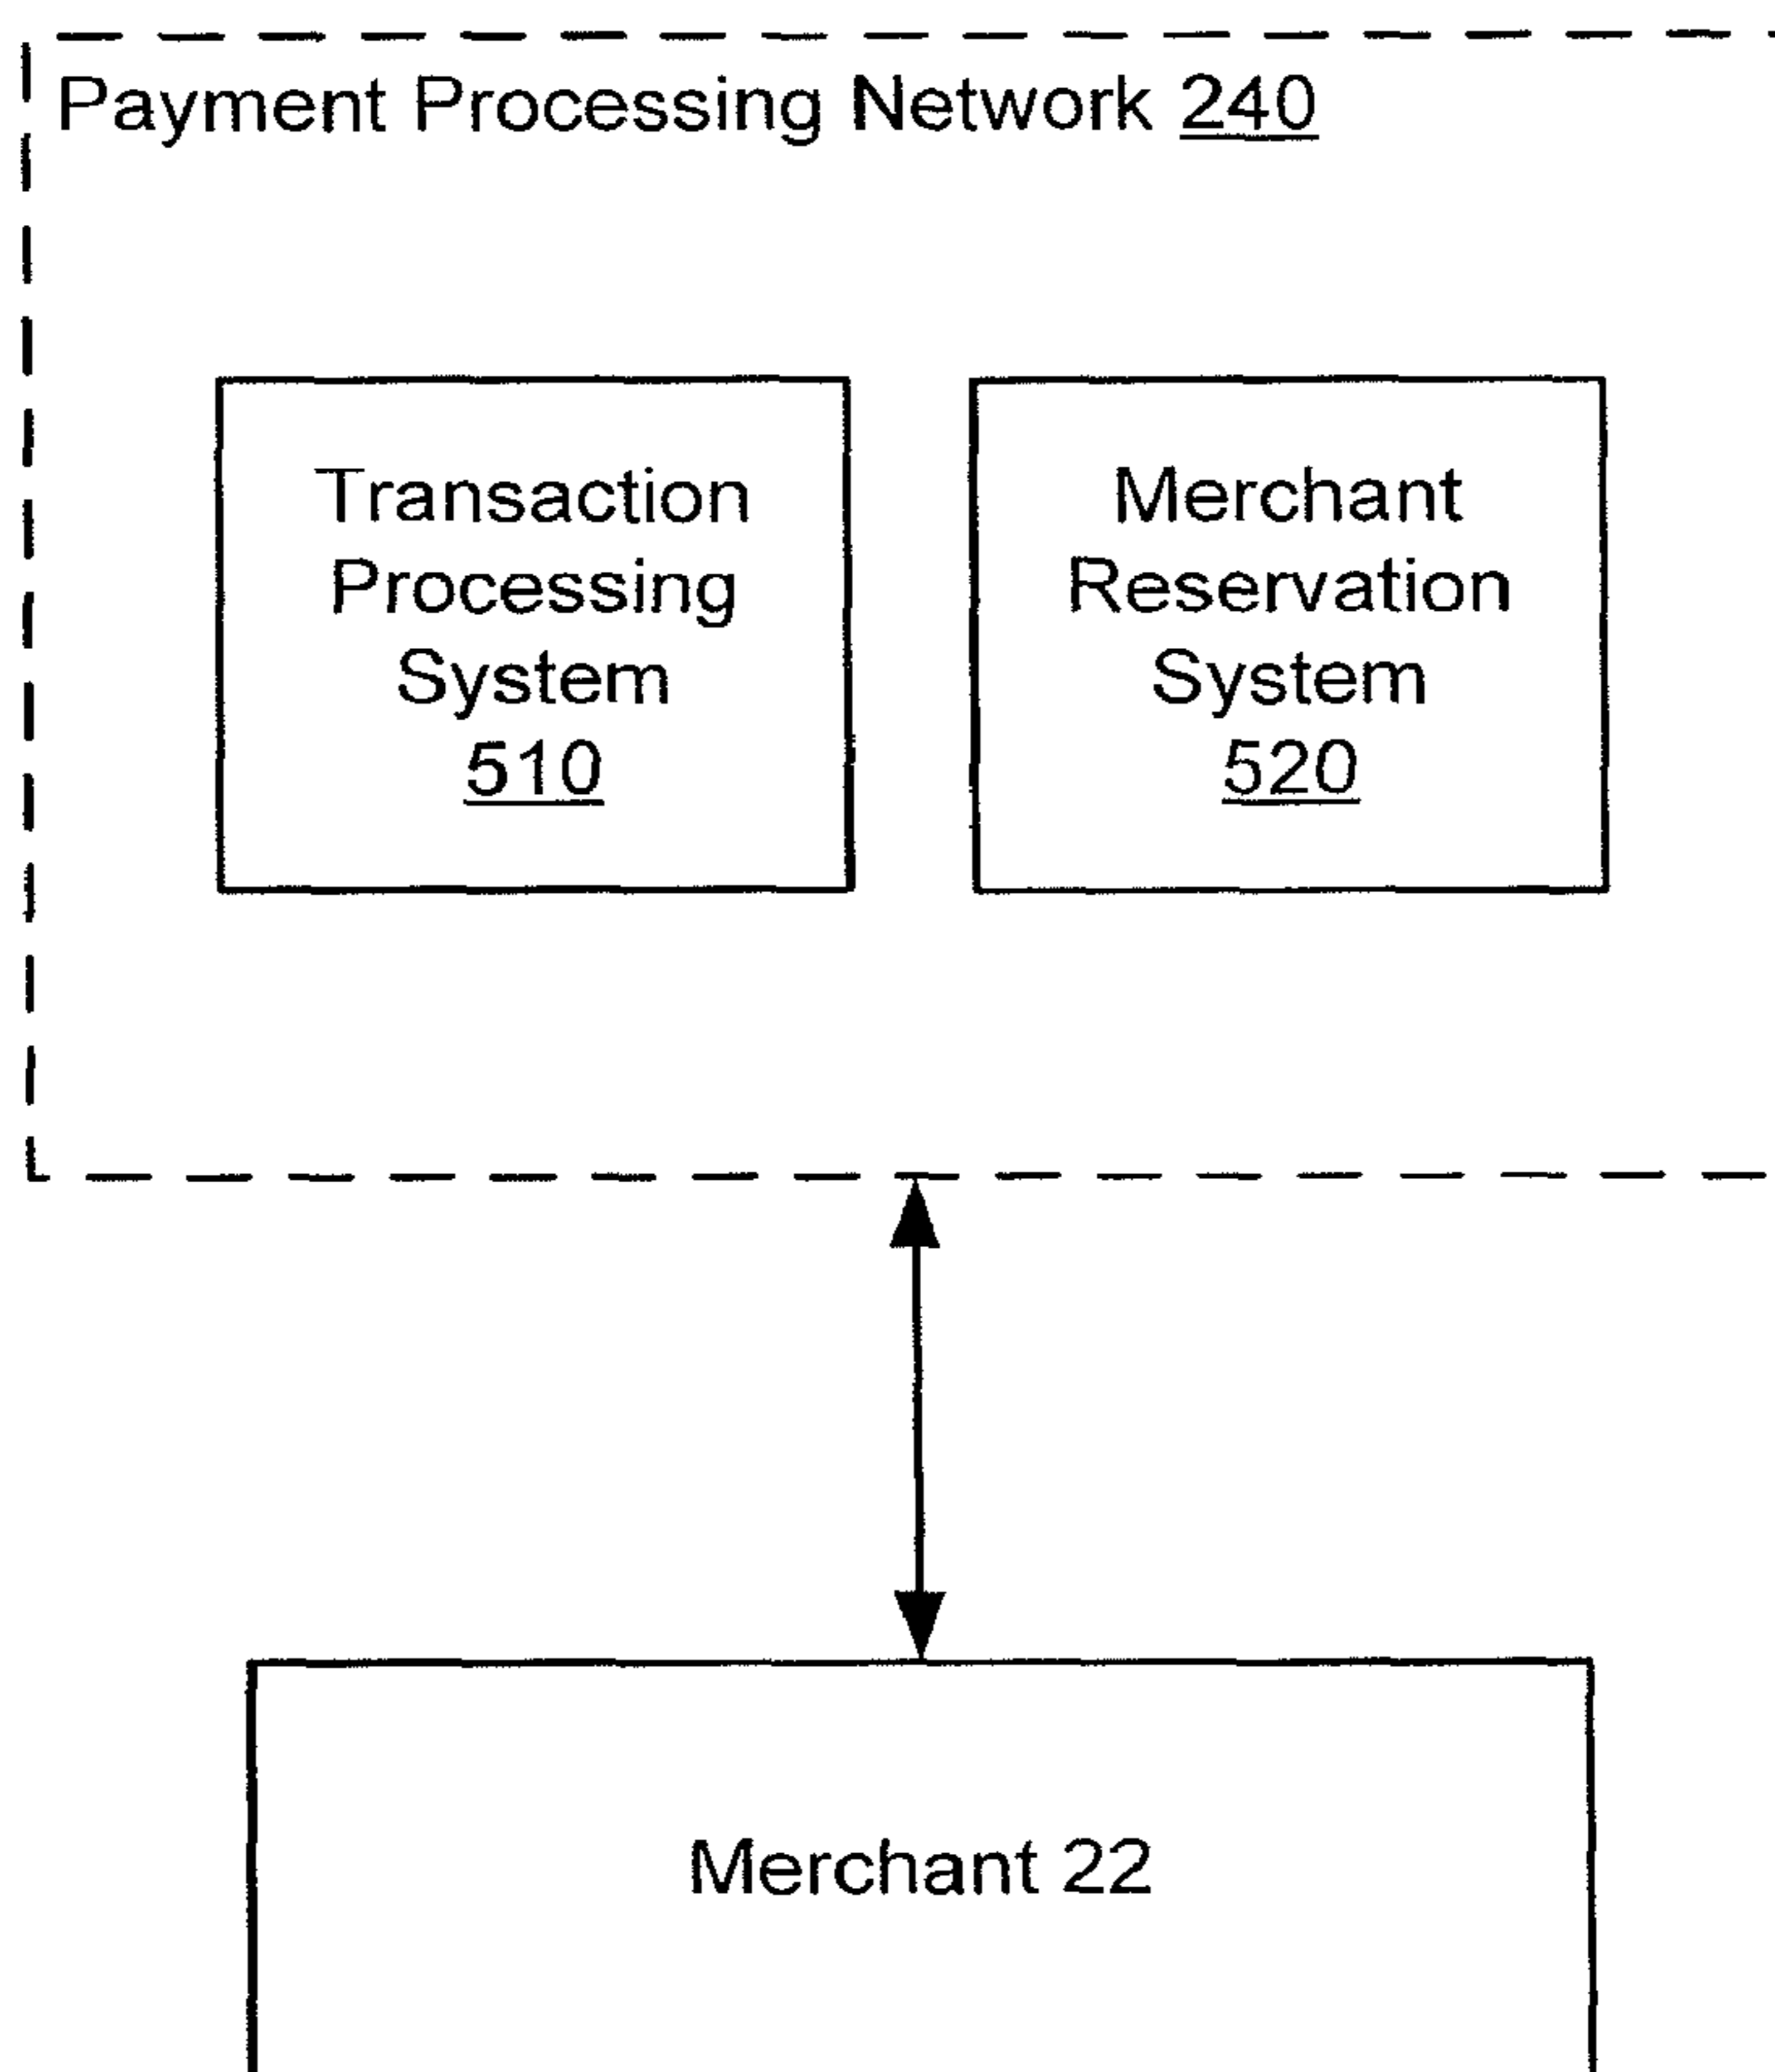 Payment Processing Network 240
Transaction
Processing
System
510
Merchant
Reservation
System
520
Merchant 22